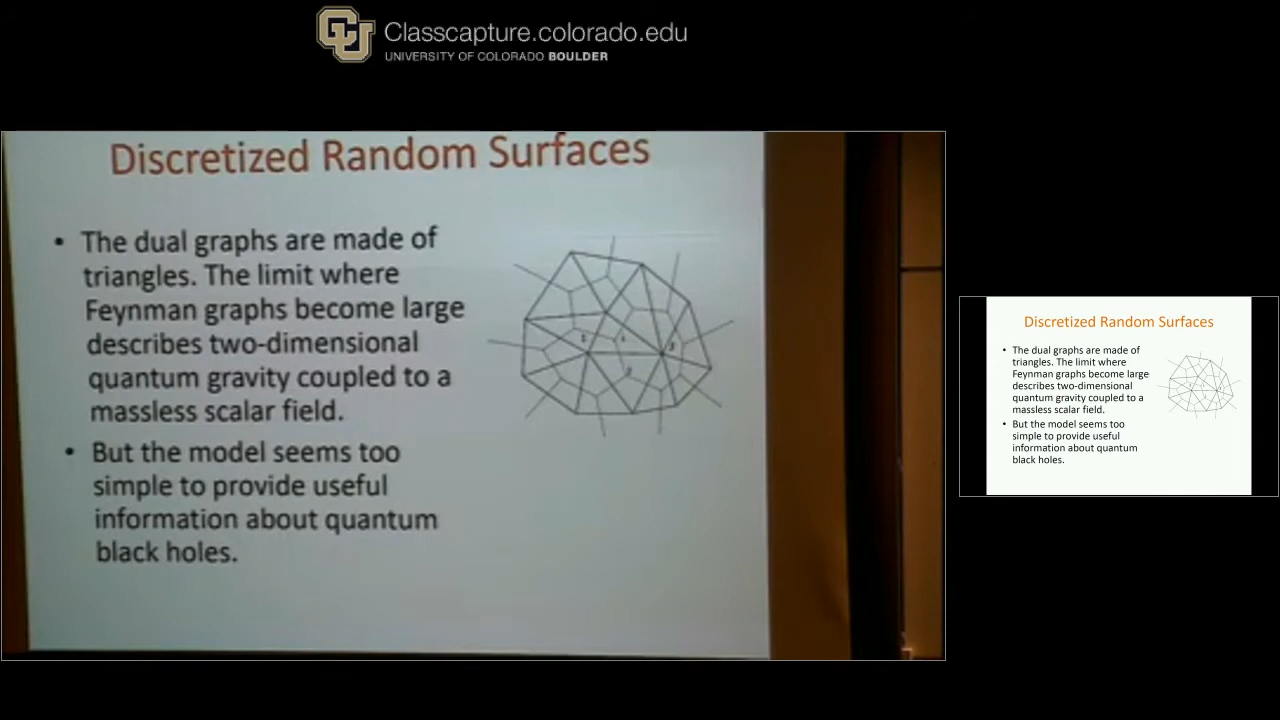 Classcapture.colorado.edu
UNIVERSITY OF COLORADO BOULDER
Discretized Random Surfaces
• The dual graphs are made of
triangles. The limit where
Feynman graphs become large
describes two-dimensional
quantum gravity coupled to a
massless scalar field.
• But the model seems too
simple to provide useful
information about quantum
black holes.
Discretized Random Surfaces
• The dual graphs are made of
triangles. The limit where
Feynman graphs become large
describes two-dimensional
quantum gravity coupled to a
massless scalar field.
• But the model seems too
simple to provide useful
information about quantum
black holes.